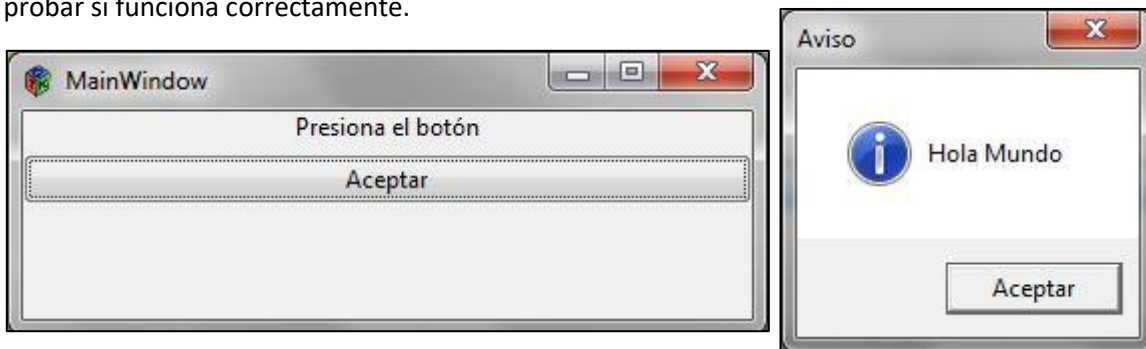 probar si funciona correctamente.
MainWindow
Presiona el botón
Aceptar
Aviso
Hola Mundo
Aceptar